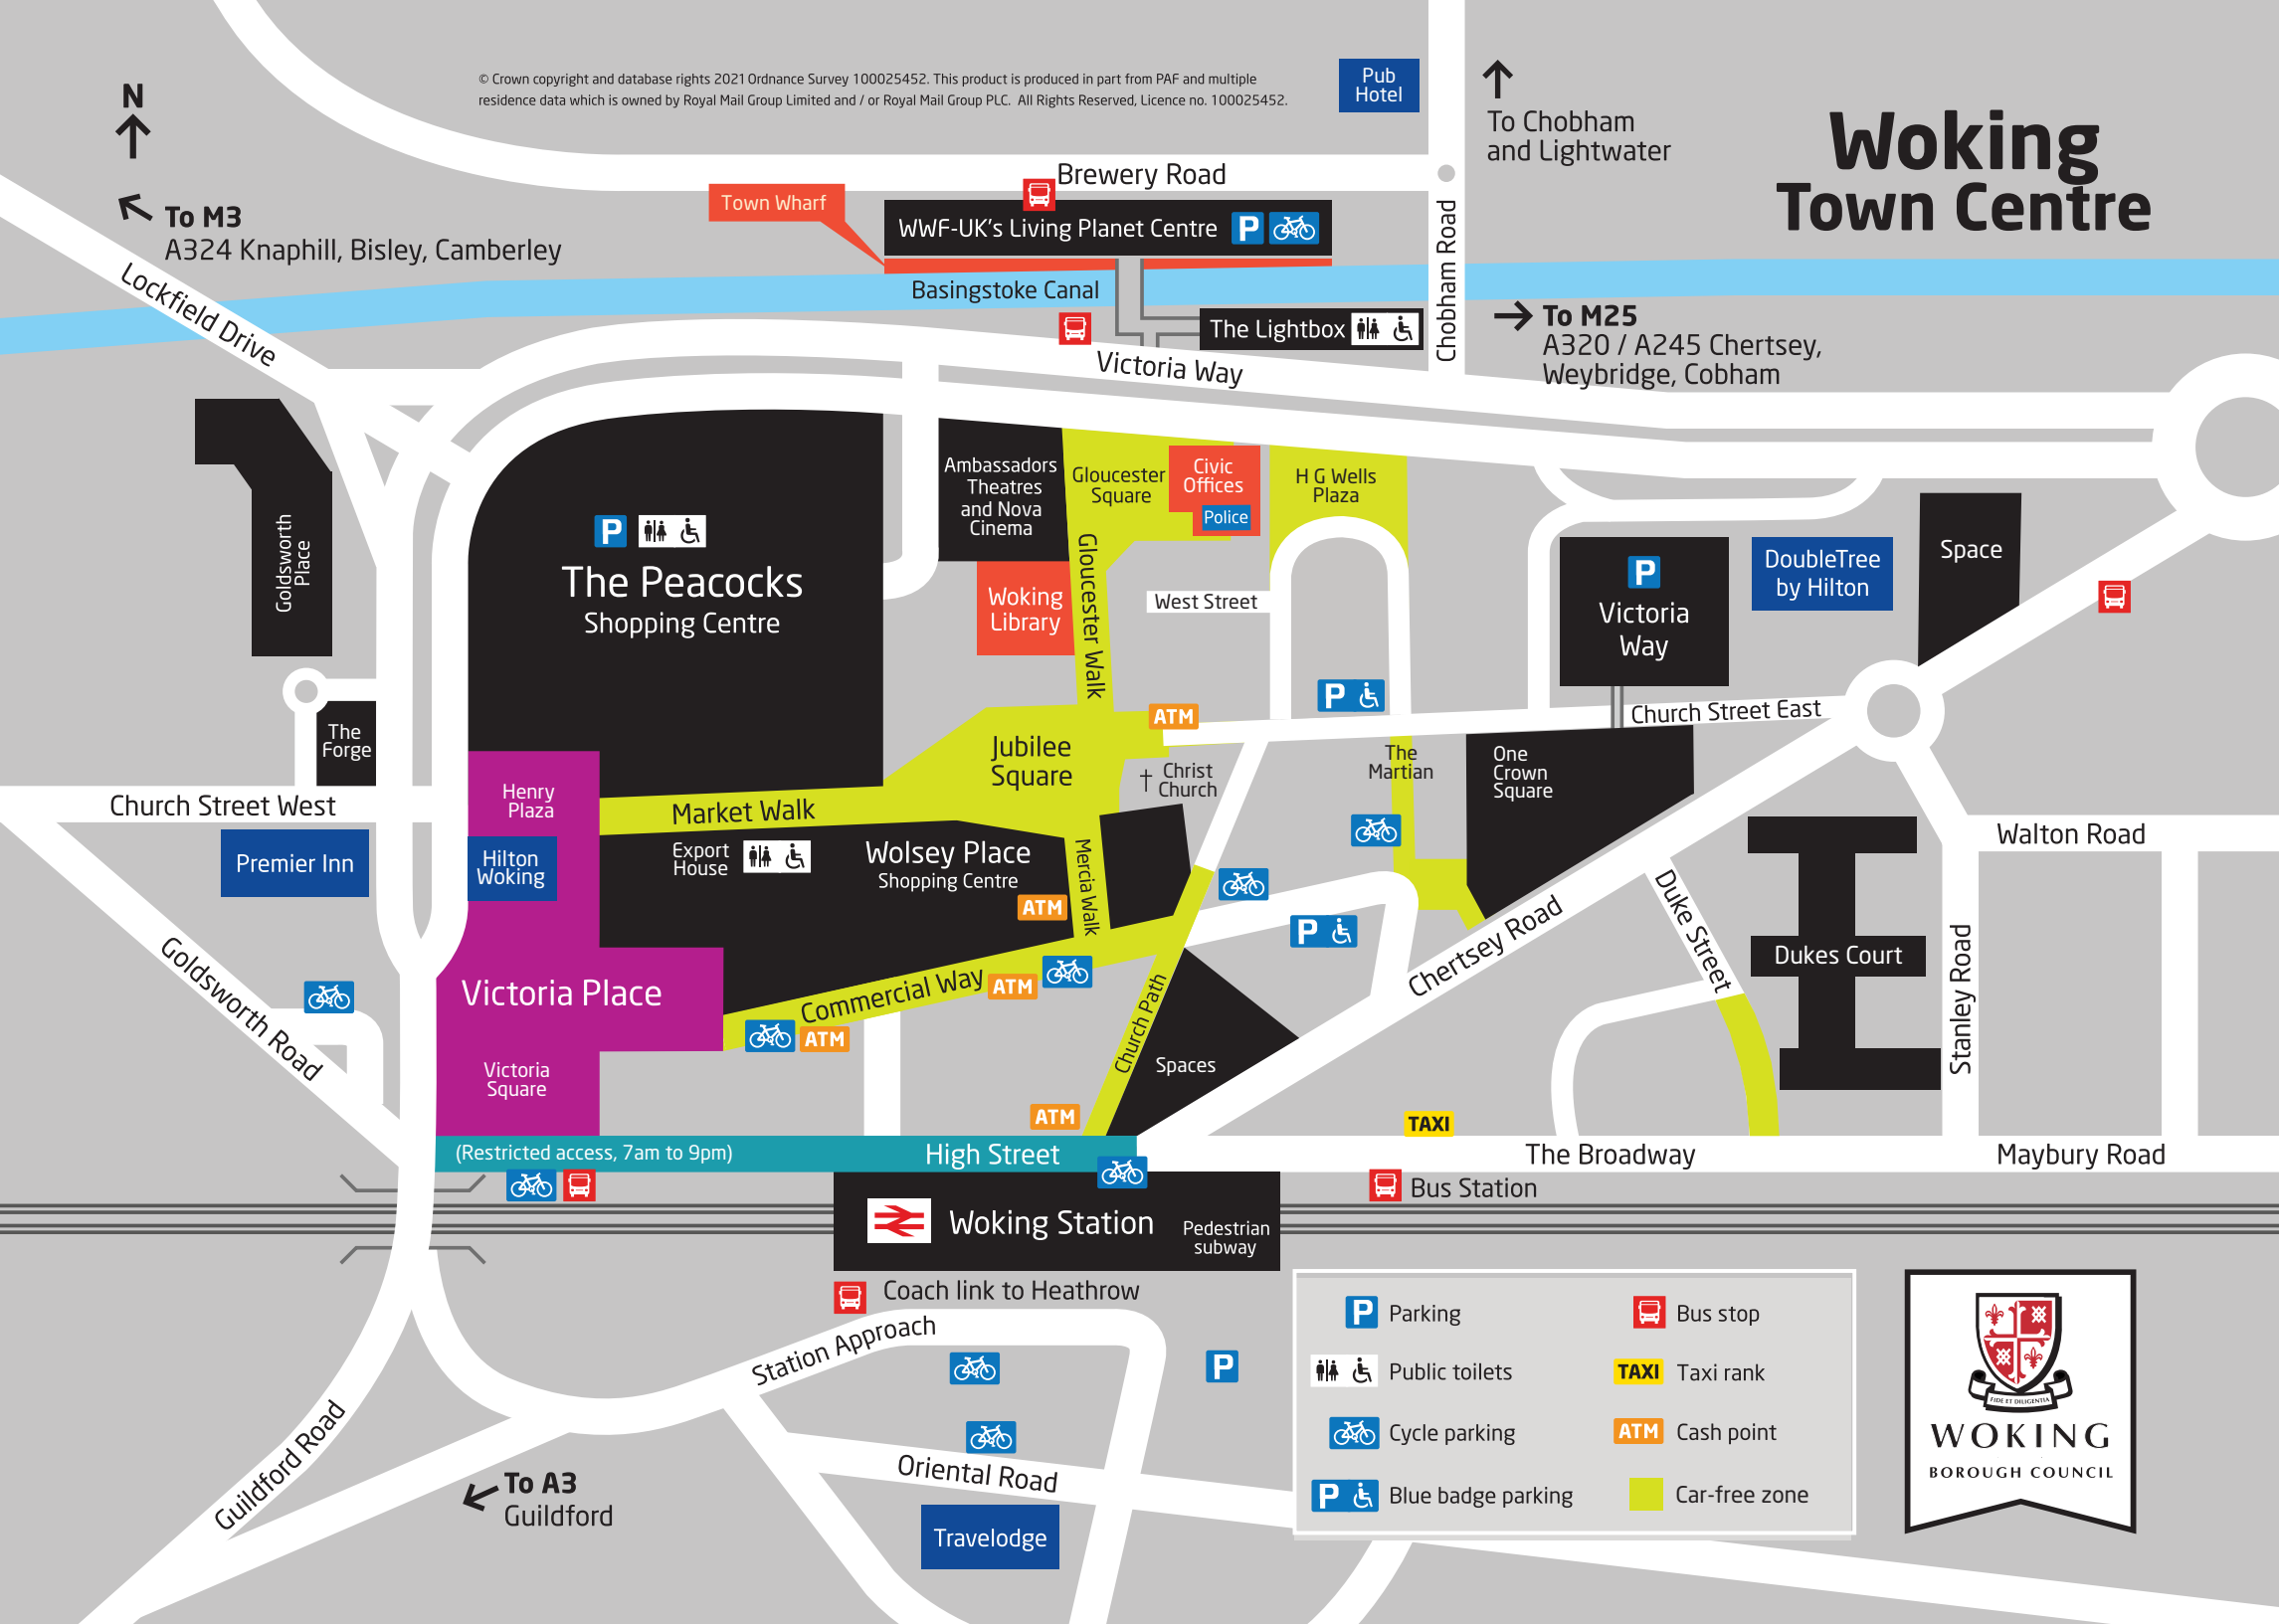 © Crown copyright and database rights 2021 Ordnance Survey 100025452. This product is produced in part from PAF and multiple
residence data which is owned by Royal Mail Group Limited and / or Royal Mail Group PLC. All Rights Reserved, Licence no. 100025452.
Pub
Hotel
N
To Chobham
and Lightwater
Woking
Town Centre
To M3
A324 Knaphill, Bisley, Camberley
Brewery Road
Town Wharf
WWF-UK's Living Planet Centre
P
Basingstoke Canal
Chobham Road
Lockfield Drive
The Lightbox
To M25
A320 / A245 Chertsey,
Weybridge, Cobham
Victoria Way
Goldsworth
Place
P
The Peacocks
Shopping Centre
Ambassadors
Theatres
and Nova
Cinema
Gloucester
Square
Civic
Offices
Police
H G Wells
Plaza
Gloucester Walk
Woking
Library
West Street
P
Victoria
Way
DoubleTree
by Hilton
Space
P
ATM
Church Street East
The
Forge
Jubilee
Square
Christ
Church
The
Martian
One
Crown
Square
Henry
Plaza
Church Street West
Market Walk
Premier Inn
Hilton
Woking
Export
House
Wolsey Place
Shopping Centre
ATM
Mercia Walk
Walton Road
Duke Street
Dukes Court
Stanley Road
P
Chertsey Road
Goldsworth Road
Victoria Place
Commercial Way
ATM
ATM
Church Path
Spaces
Victoria
Square
ATM
TAXI
(Restricted access, 7am to 9pm)
High Street
The Broadway
Maybury Road
Bus Station
Woking Station
Pedestrian
subway
Coach link to Heathrow
Station Approach
P
Guildford Road
Oriental Road
To A3
Guildford
Travelodge
P Parking
Bus stop
Public toilets
TAXI Taxi rank
Cycle parking
ATM Cash point
P Blue badge parking
Car-free zone
FIDE ET DILIGENTIA
WOKING
BOROUGH COUNCIL